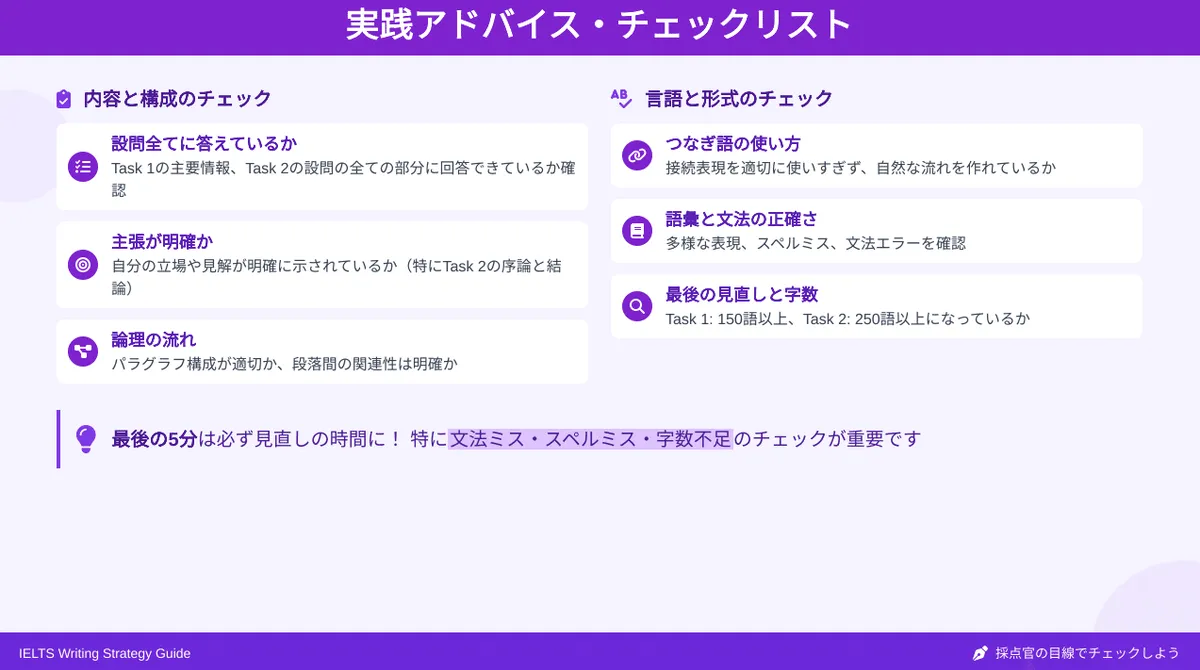 実践アドバイス・チェックリスト
内容と構成のチェック
設問全てに答えているか
Task 1の主要情報、Task 2の設問の全ての部分に回答できているか確
認
主張が明確か
自分の立場や見解が明確に示されているか（特にTask 2の序論と結
論）
論理の流れ
パラグラフ構成が適切か、段落間の関連性は明確か
AB
言語と形式のチェック
つなぎ語の使い方
接続表現を適切に使いすぎず、自然な流れを作れているか
語彙と文法の正確さ
多様な表現、スペルミス、文法エラーを確認
最後の見直しと字数
Task 1: 150語以上、Task 2: 250語以上になっているか
最後の5分は必ず見直しの時間に！ 特に文法ミス・スペルミス・字数不足のチェックが重要です
IELTS Writing Strategy Guide
採点官の目線でチェックしよう